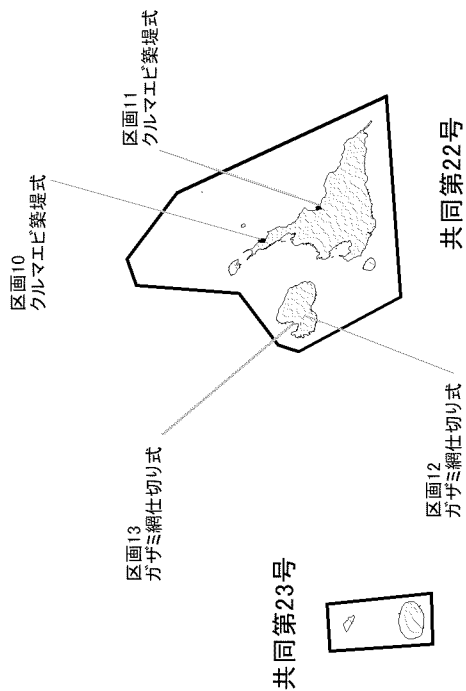 区画10
クルマエビ築堤式
区画11
クルマエビ築堤式
区画13
ガザミ網仕切り式
区画12
ガザミ網仕切り式
共同第22号
共同第23号